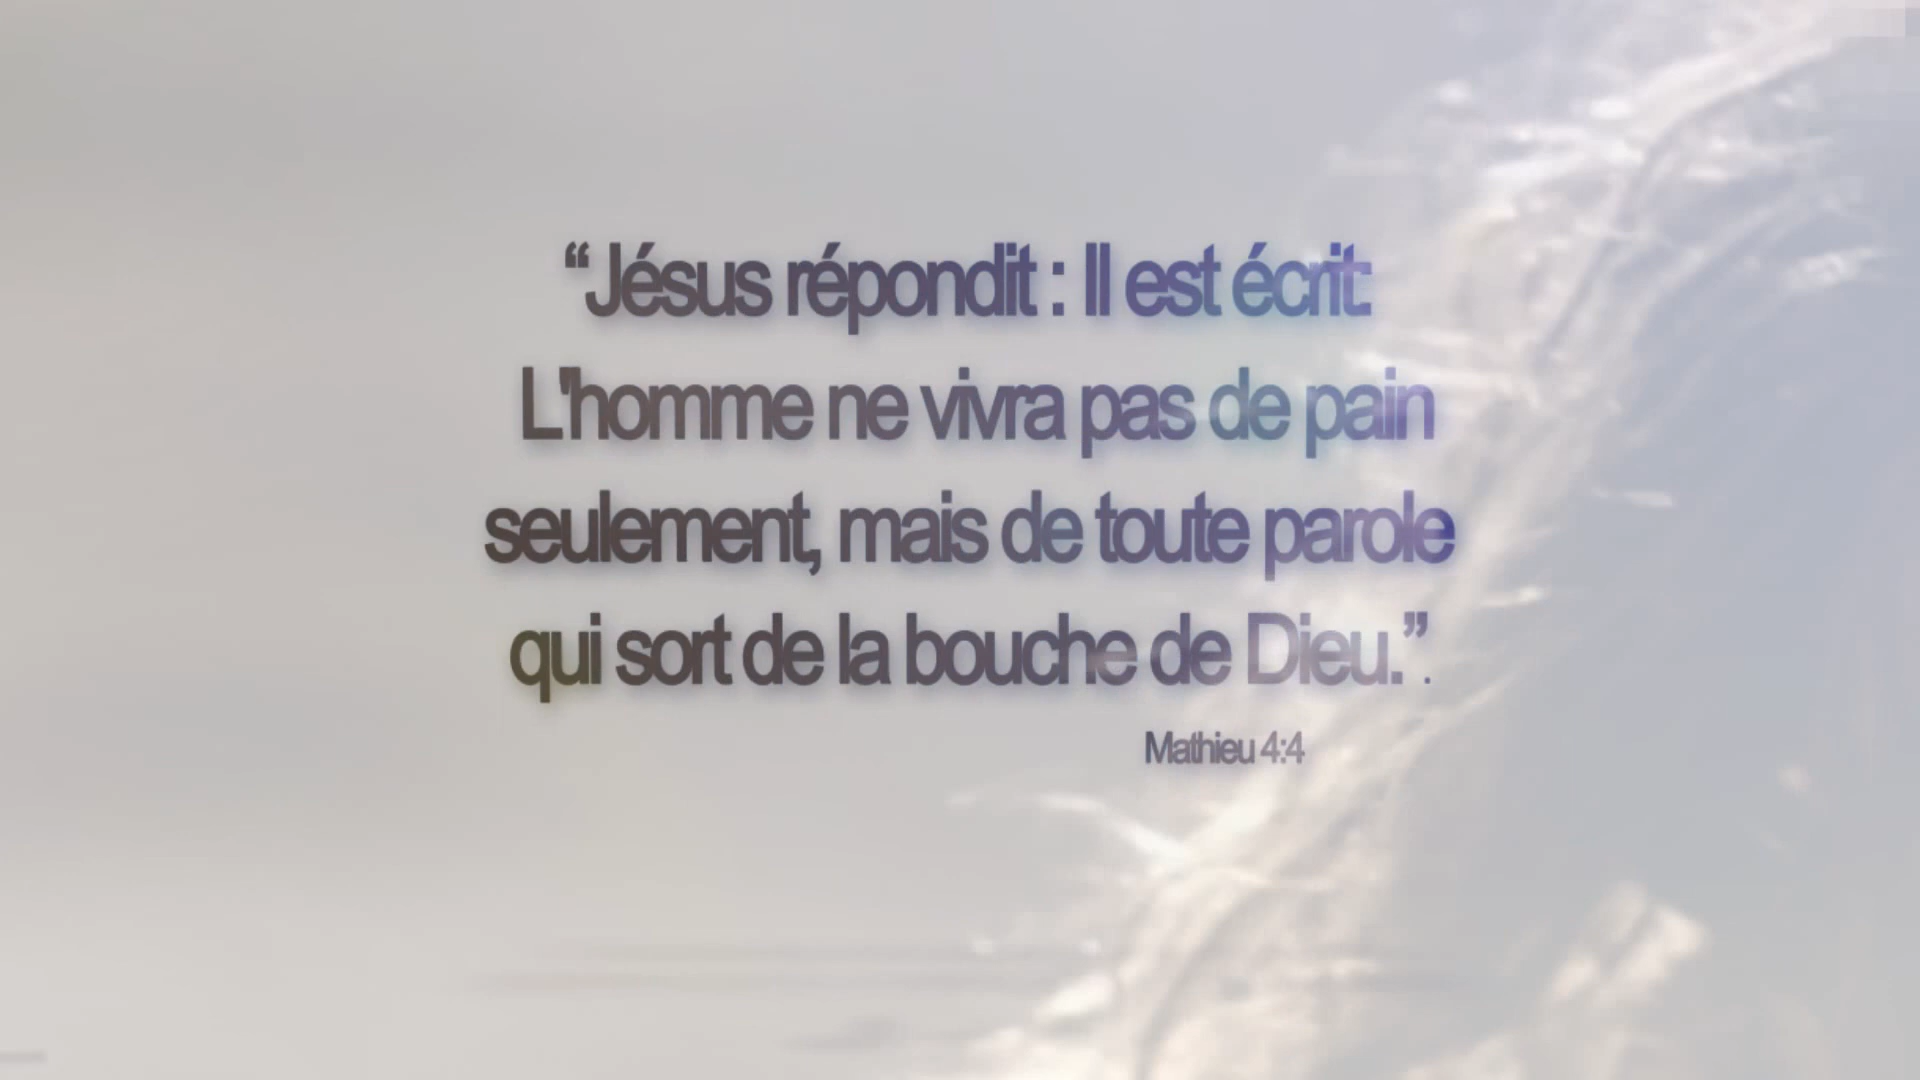 “Jésus répondit : Il est écrit:
L'homme ne vivra pas de pain
seulement, mais de toute parole
qui sort de la bouche de Dieu.”.
Mathieu 4:4